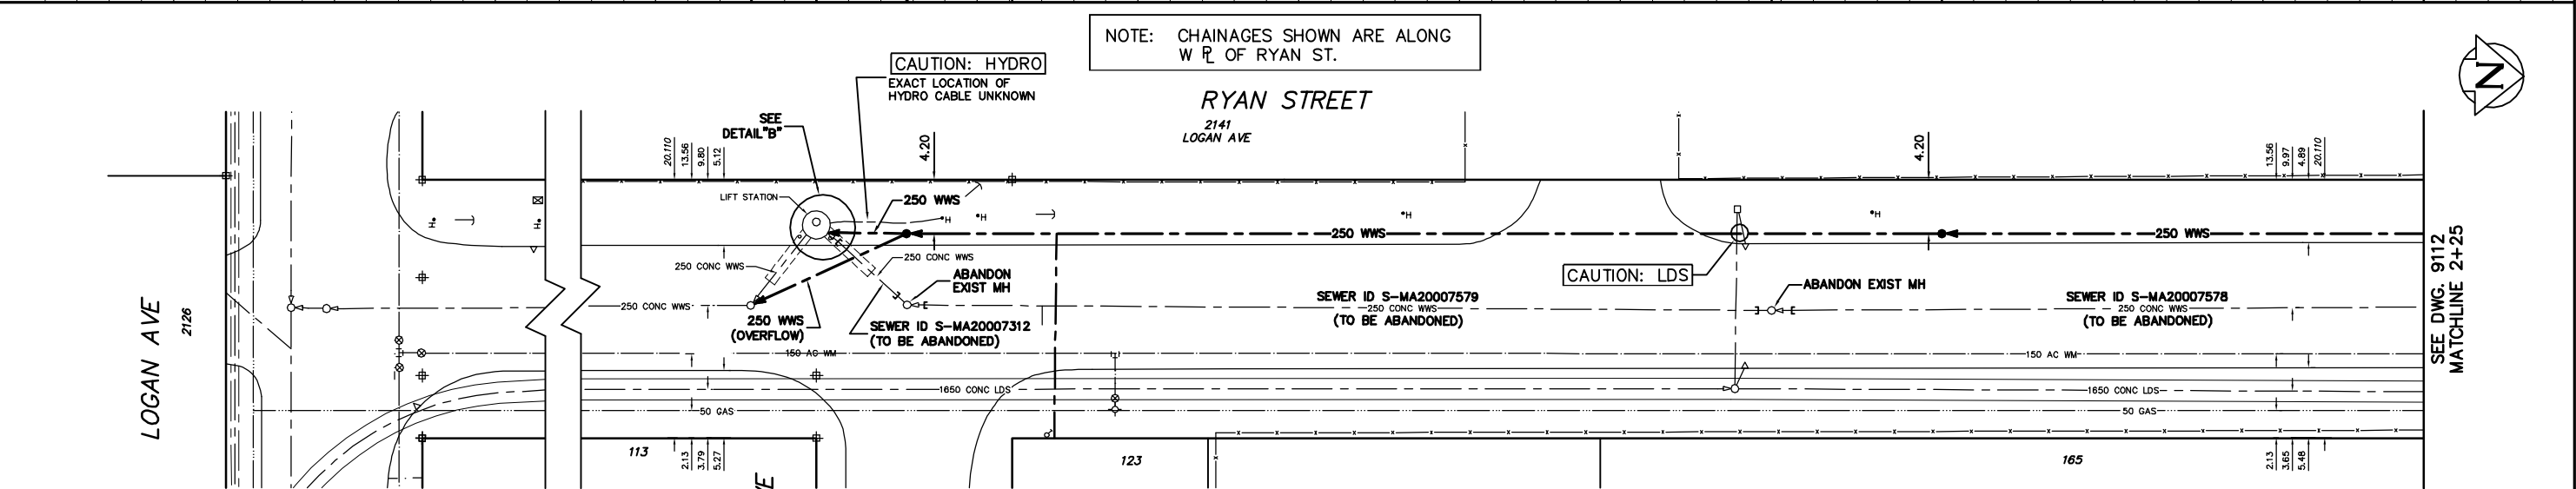 NOTE: CHAINAGES SHOWN ARE ALONG
W ⅊ OF RYAN ST.
N
CAUTION: HYDRO
EXACT LOCATION OF
HYDRO CABLE UNKNOWN
RYAN STREET
2141
LOGAN AVE
SEE
DETAIL"B"
20.110
13.56
9.80
5.12
4.20
4.20
13.56
9.97
4.89
20.110
LIFT STATION
250 WWS
H
H
H
H
H
H
250 WWS
250 WWS
250 CONC WWS
250 CONC WWS
ABANDON
EXIST MH
CAUTION: LDS
ABANDON EXIST MH
SEE DWG. 9112
MATCHLINE 2+25
LOGAN AVE
2126
250 CONC WWS
250 WWS
(OVERFLOW)
SEWER ID S-MA20007312
(TO BE ABANDONED)
SEWER ID S-MA20007579
250 CONC WWS
(TO BE ABANDONED)
SEWER ID S-MA20007578
250 CONC WWS
(TO BE ABANDONED)
150 AC WM
150 AC WM
1650 CONC LDS
1650 CONC LDS
50 GAS
50 GAS
113
2.13
3.79
5.27
123
165
2.13
3.65
5.48